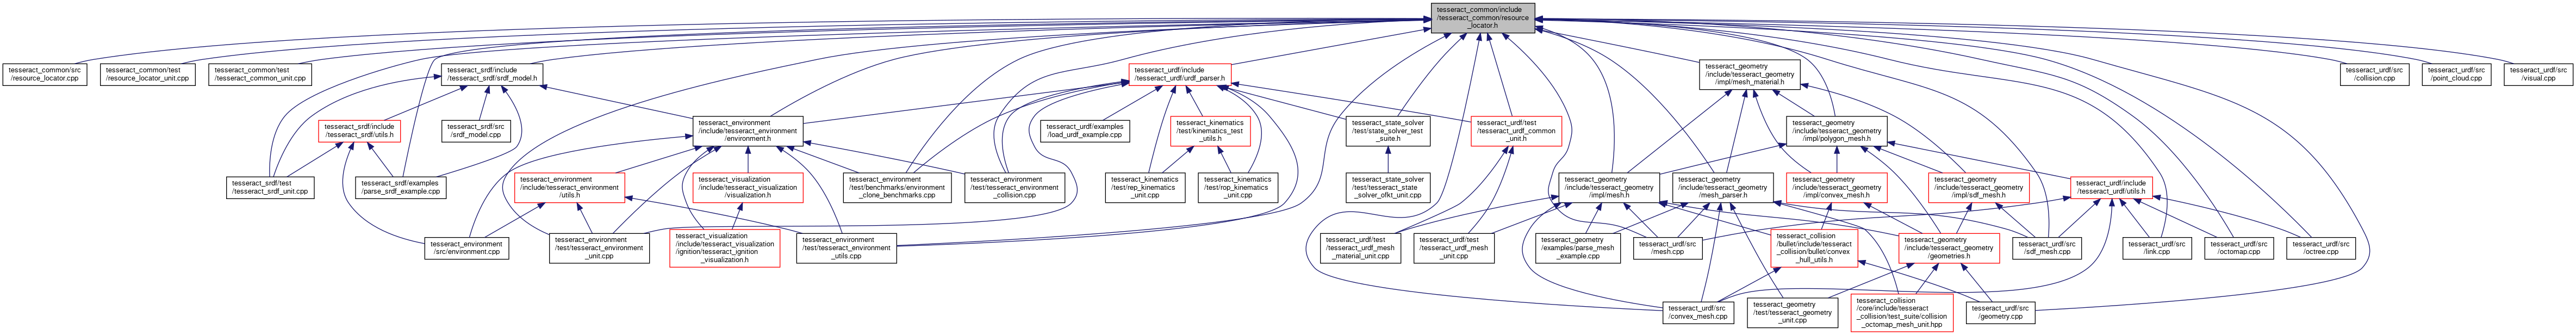 tesseract_common/include
/tesseract_common/resource
_locator.h
tesseract_common/src
/resource_locator.cpp
tesseract_common/test
/resource_locator_unit.cpp
tesseract_common/test
/tesseract_common_unit.cpp
tesseract_srdf/include
/tesseract_srdf/srdf_model.h
tesseract_urdf/include
/tesseract_urdf/urdf_parser.h
tesseract_geometry
/include/tesseract_geometry
/impl/mesh_material.h
tesseract_urdf/src
/collision.cpp
tesseract_urdf/src
/point_cloud.cpp
tesseract_urdf/src
/visual.cpp
tesseract_srdf/include
/tesseract_srdf/utils.h
tesseract_srdf/src
/srdf_model.cpp
tesseract_environment
/include/tesseract_environment
/environment.h
tesseract_urdf/examples
/load_urdf_example.cpp
tesseract_kinematics
/test/kinematics_test
_utils.h
tesseract_state_solver
/test/state_solver_test
_suite.h
tesseract_urdf/test
/tesseract_urdf_common
_unit.h
tesseract_geometry
/include/tesseract_geometry
/impl/polygon_mesh.h
tesseract_srdf/test
/tesseract_srdf_unit.cpp
tesseract_srdf/examples
/parse_srdf_example.cpp
tesseract_environment
/include/tesseract_environment
/utils.h
tesseract_visualization
/include/tesseract_visualization
/visualization.h
tesseract_environment
/test/benchmarks/environment
_clone_benchmarks.cpp
tesseract_environment
/test/tesseract_environment
_collision.cpp
tesseract_kinematics
/test/rep_kinematics
_unit.cpp
tesseract_kinematics
/test/rop_kinematics
_unit.cpp
tesseract_state_solver
/test/tesseract_state
_solver_ofkt_unit.cpp
tesseract_geometry
/include/tesseract_geometry
/impl/mesh.h
tesseract_geometry
/include/tesseract_geometry
/mesh_parser.h
tesseract_geometry
/include/tesseract_geometry
/impl/convex_mesh.h
tesseract_geometry
/include/tesseract_geometry
/impl/sdf_mesh.h
tesseract_urdf/include
/tesseract_urdf/utils.h
tesseract_environment
/src/environment.cpp
tesseract_environment
/test/tesseract_environment
_unit.cpp
tesseract_visualization
/include/tesseract_visualization
/ignition/tesseract_ignition
_visualization.h
tesseract_environment
/test/tesseract_environment
_utils.cpp
tesseract_urdf/test
/tesseract_urdf_mesh
_material_unit.cpp
tesseract_urdf/test
/tesseract_urdf_mesh
_unit.cpp
tesseract_geometry
/examples/parse_mesh
_example.cpp
tesseract_urdf/src
/mesh.cpp
tesseract_collision
/bullet/include/tesseract
_collision/bullet/convex
_hull_utils.h
tesseract_geometry
/include/tesseract_geometry
/geometries.h
tesseract_urdf/src
/sdf_mesh.cpp
tesseract_urdf/src
/link.cpp
tesseract_urdf/src
/octomap.cpp
tesseract_urdf/src
/octree.cpp
tesseract_urdf/src
/convex_mesh.cpp
tesseract_geometry
/test/tesseract_geometry
_unit.cpp
tesseract_collision
/core/include/tesseract
_collision/test_suite/collision
_octomap_mesh_unit.hpp
tesseract_urdf/src
/geometry.cpp